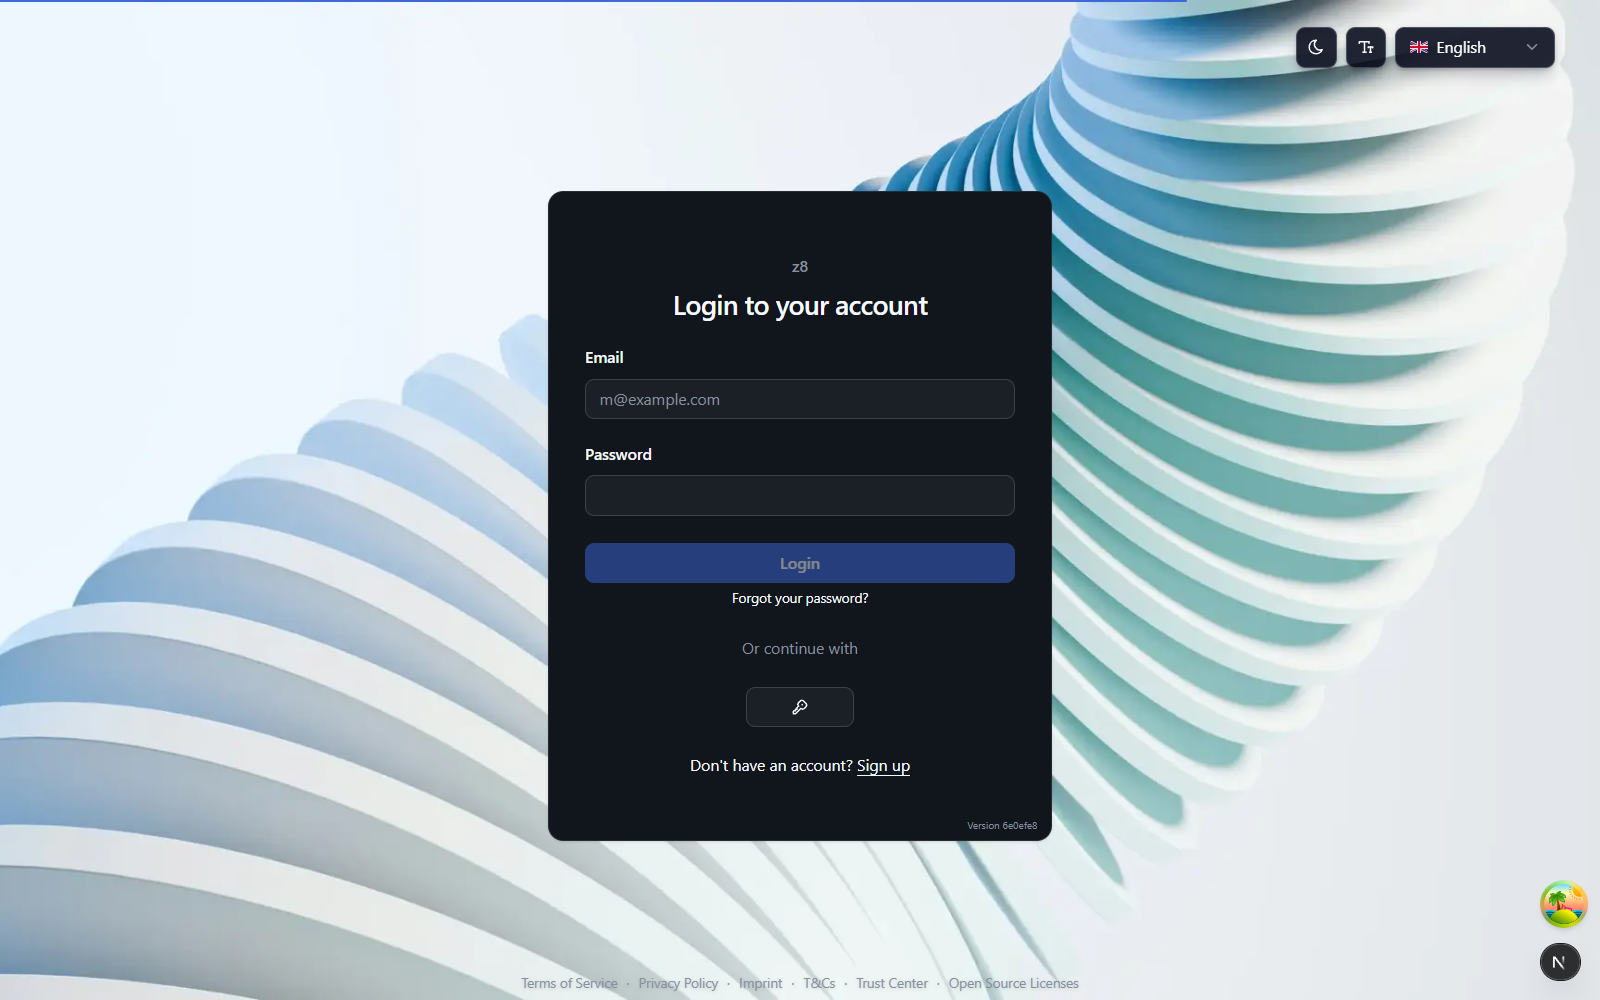 English
z8
Login to your account
Email
m@example.com
Password
Login
Forgot your password?
Or continue with
Don't have an account? Sign up
Version 6e0efe8
Terms of Service · Privacy Policy · Imprint · T&Cs · Trust Center · Open Source Licenses
N